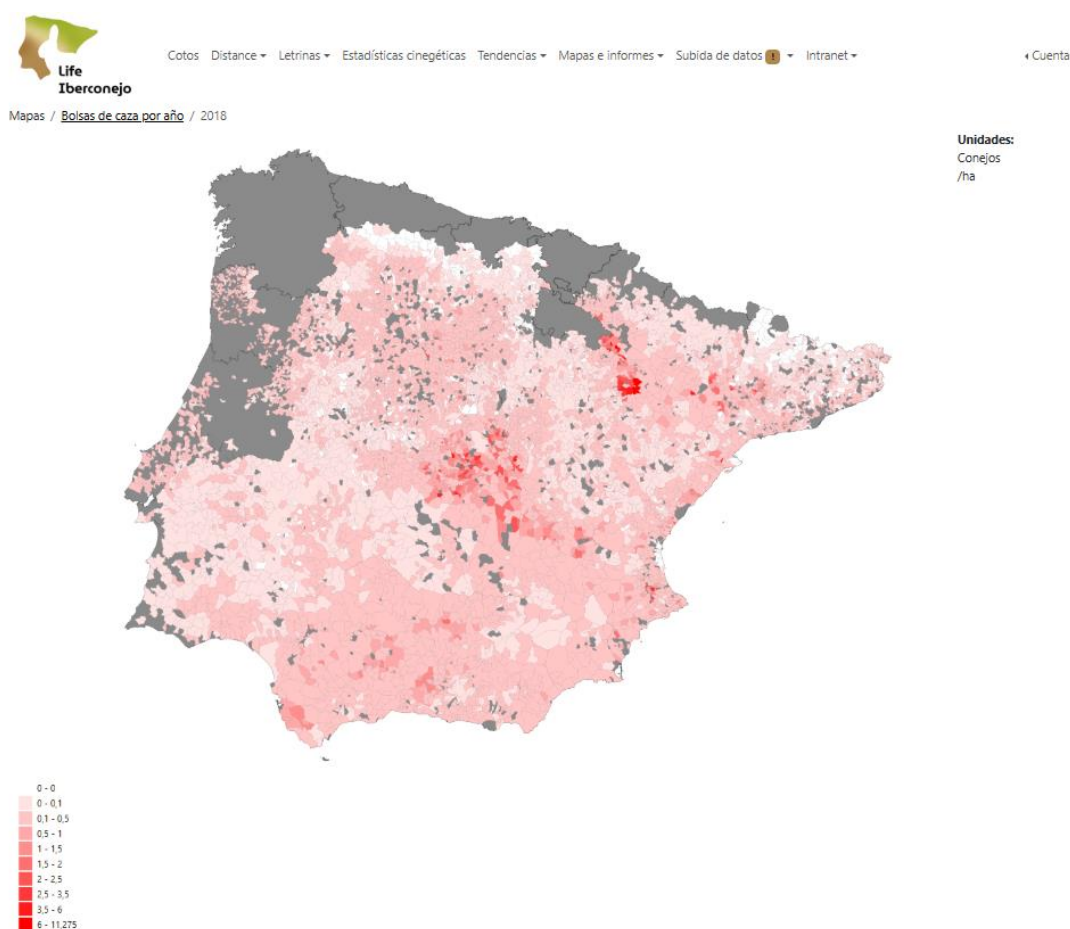 Life
Iberconejo
Cotos Distance Letrinas Estadísticas cinegéticas Tendencias Mapas e informes Subida de datos ! Intranet Cuenta
Mapas / Bolsas de caza por año / 2018
Unidades:
Conejos
/ha
0 - 0
0 - 0,1
0,1 - 0,5
0,5 - 1
1 - 1,5
1,5 - 2
2 - 2,5
2,5 - 3,5
3,5 - 6
6 - 11,275